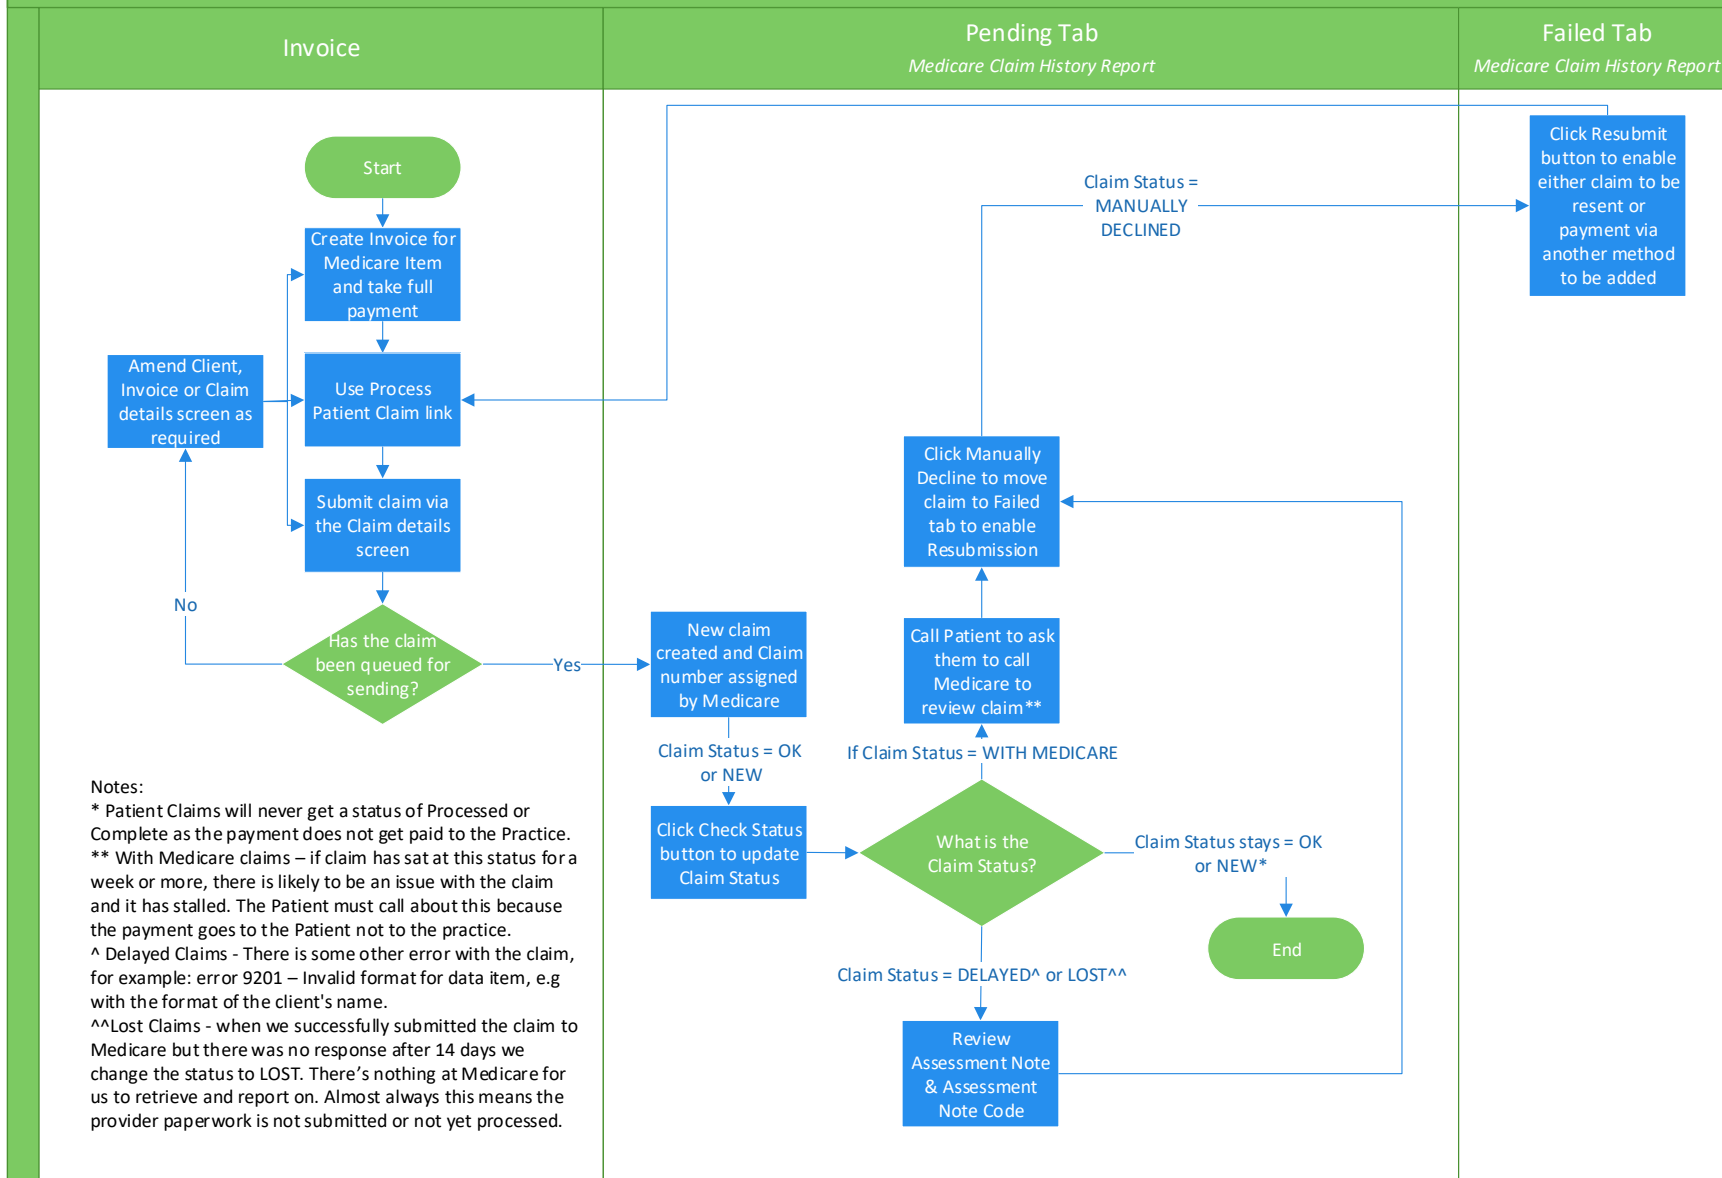 Invoice
Pending Tab
Medicare Claim History Report
Failed Tab
Medicare Claim History Report
Start
Create Invoice for
Medicare Item
and take full
payment
Amend Client,
Invoice or Claim
details screen as
required
Use Process
Patient Claim link
Submit claim via
the Claim details
screen
No
Has the claim
been queued for
sending?
Yes
New claim
created and Claim
number assigned
by Medicare
Claim Status = OK
or NEW
Click Check Status
button to update
Claim Status
What is the
Claim Status?
If Claim Status = WITH MEDICARE
Call Patient to ask
them to call
Medicare to
review claim**
Click Manually
Decline to move
claim to Failed
tab to enable
Resubmission
Claim Status =
MANUALLY
DECLINED
Click Resubmit
button to enable
either claim to be
resent or
payment via
another method
to be added
Claim Status stays = OK
or NEW*
End
Claim Status = DELAYED^ or LOST^^
Review
Assessment Note
& Assessment
Note Code
Notes:
* Patient Claims will never get a status of Processed or
Complete as the payment does not get paid to the Practice.
** With Medicare claims – if claim has sat at this status for a
week or more, there is likely to be an issue with the claim
and it has stalled. The Patient must call about this because
the payment goes to the Patient not to the practice.
^ Delayed Claims - There is some other error with the claim,
for example: error 9201 – Invalid format for data item, e.g
with the format of the client's name.
^^Lost Claims - when we successfully submitted the claim to
Medicare but there was no response after 14 days we
change the status to LOST. There’s nothing at Medicare for
us to retrieve and report on. Almost always this means the
provider paperwork is not submitted or not yet processed.